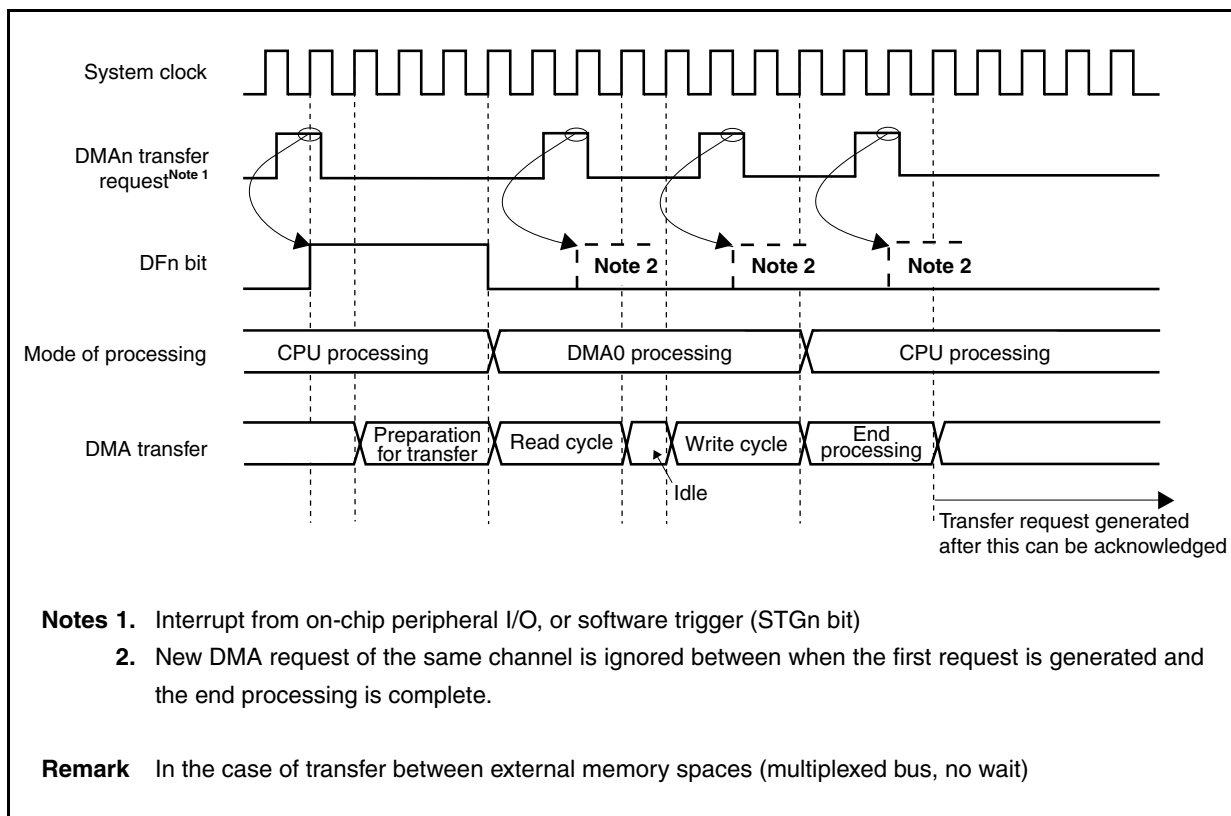 System clock
DMAn transfer
requestNote 1
DFn bit
Note 2
Note 2
Note 2
Mode of processing
CPU processing
DMA0 processing
CPU processing
DMA transfer
Preparation
for transfer
Read cycle
Idle
Write cycle
End
processing
Transfer request generated
after this can be acknowledged
Notes 1. Interrupt from on-chip peripheral I/O, or software trigger (STGn bit)
2. New DMA request of the same channel is ignored between when the first request is generated and
the end processing is complete.
Remark In the case of transfer between external memory spaces (multiplexed bus, no wait)